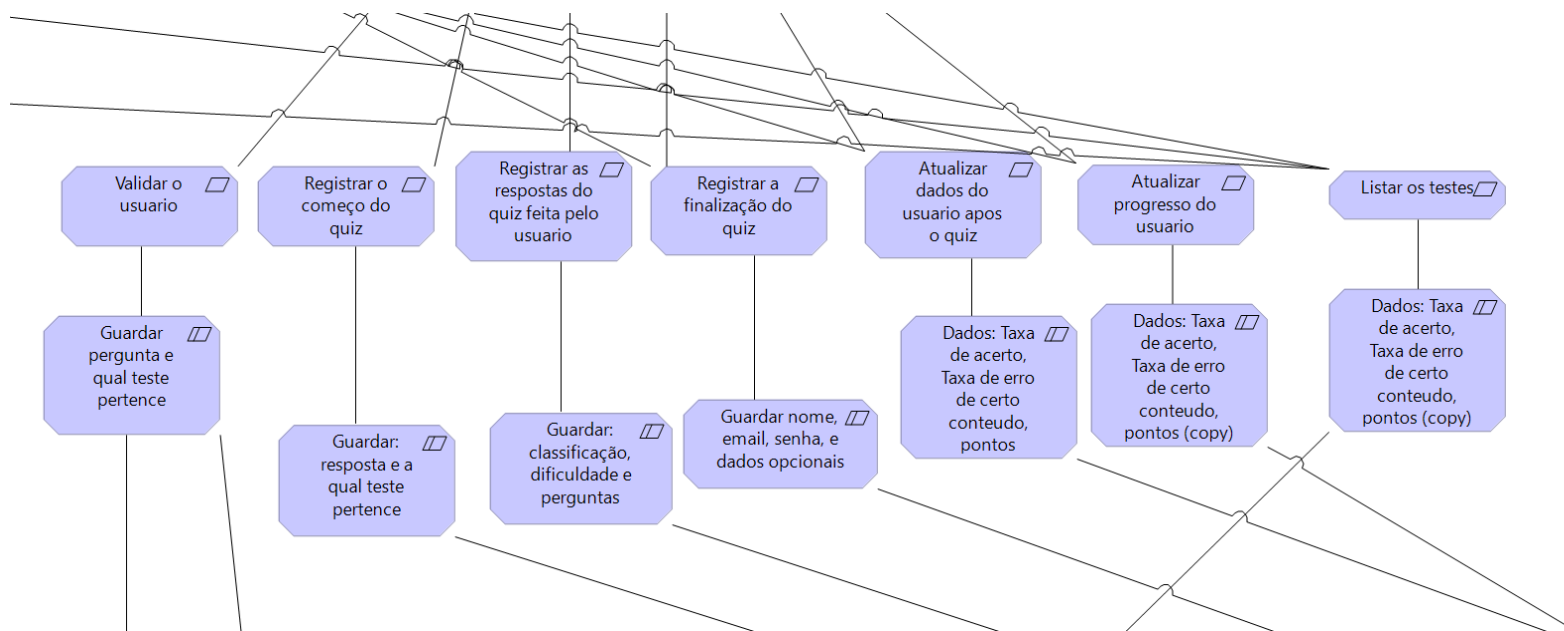 Validar o
usuario
Registrar o
começo do
quiz
Registrar as
respostas do
quiz feita pelo
usuario
Registrar a
finalização do
quiz
Atualizar
dados do
usuario apos
o quiz
Atualizar
progresso do
usuario
Listar os testes
Guardar
pergunta e
qual teste
pertence
Guardar:
resposta e a
qual teste
pertence
Guardar:
classificação,
dificuldade e
perguntas
Guardar nome,
email, senha, e
dados opcionais
Dados: Taxa
de acerto,
Taxa de erro
de certo
conteudo,
pontos
Dados: Taxa
de acerto,
Taxa de erro
de certo
conteudo,
pontos (copy)
Dados: Taxa
de acerto,
Taxa de erro
de certo
conteudo,
pontos (copy)